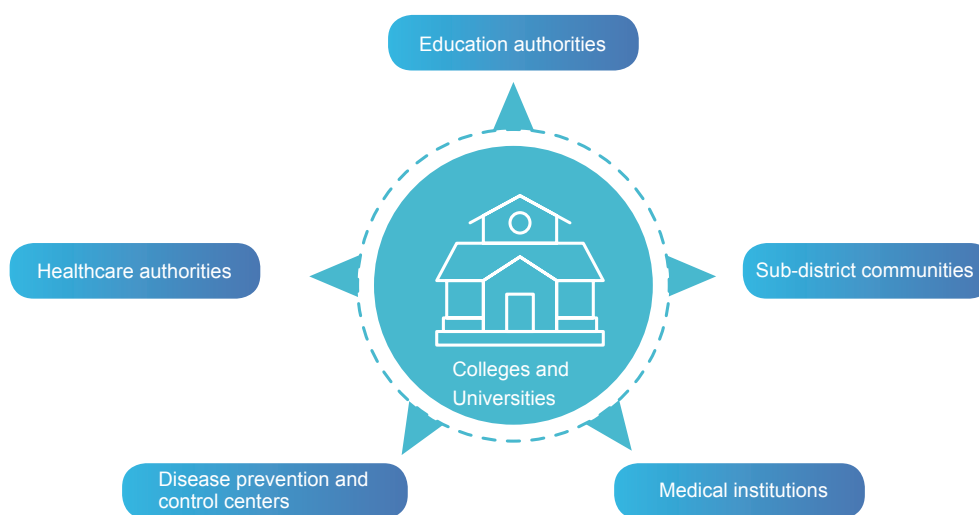 Education authorities
Healthcare authorities
Sub-district communities
Colleges and
Universities
Disease prevention and
control centers
Medical institutions